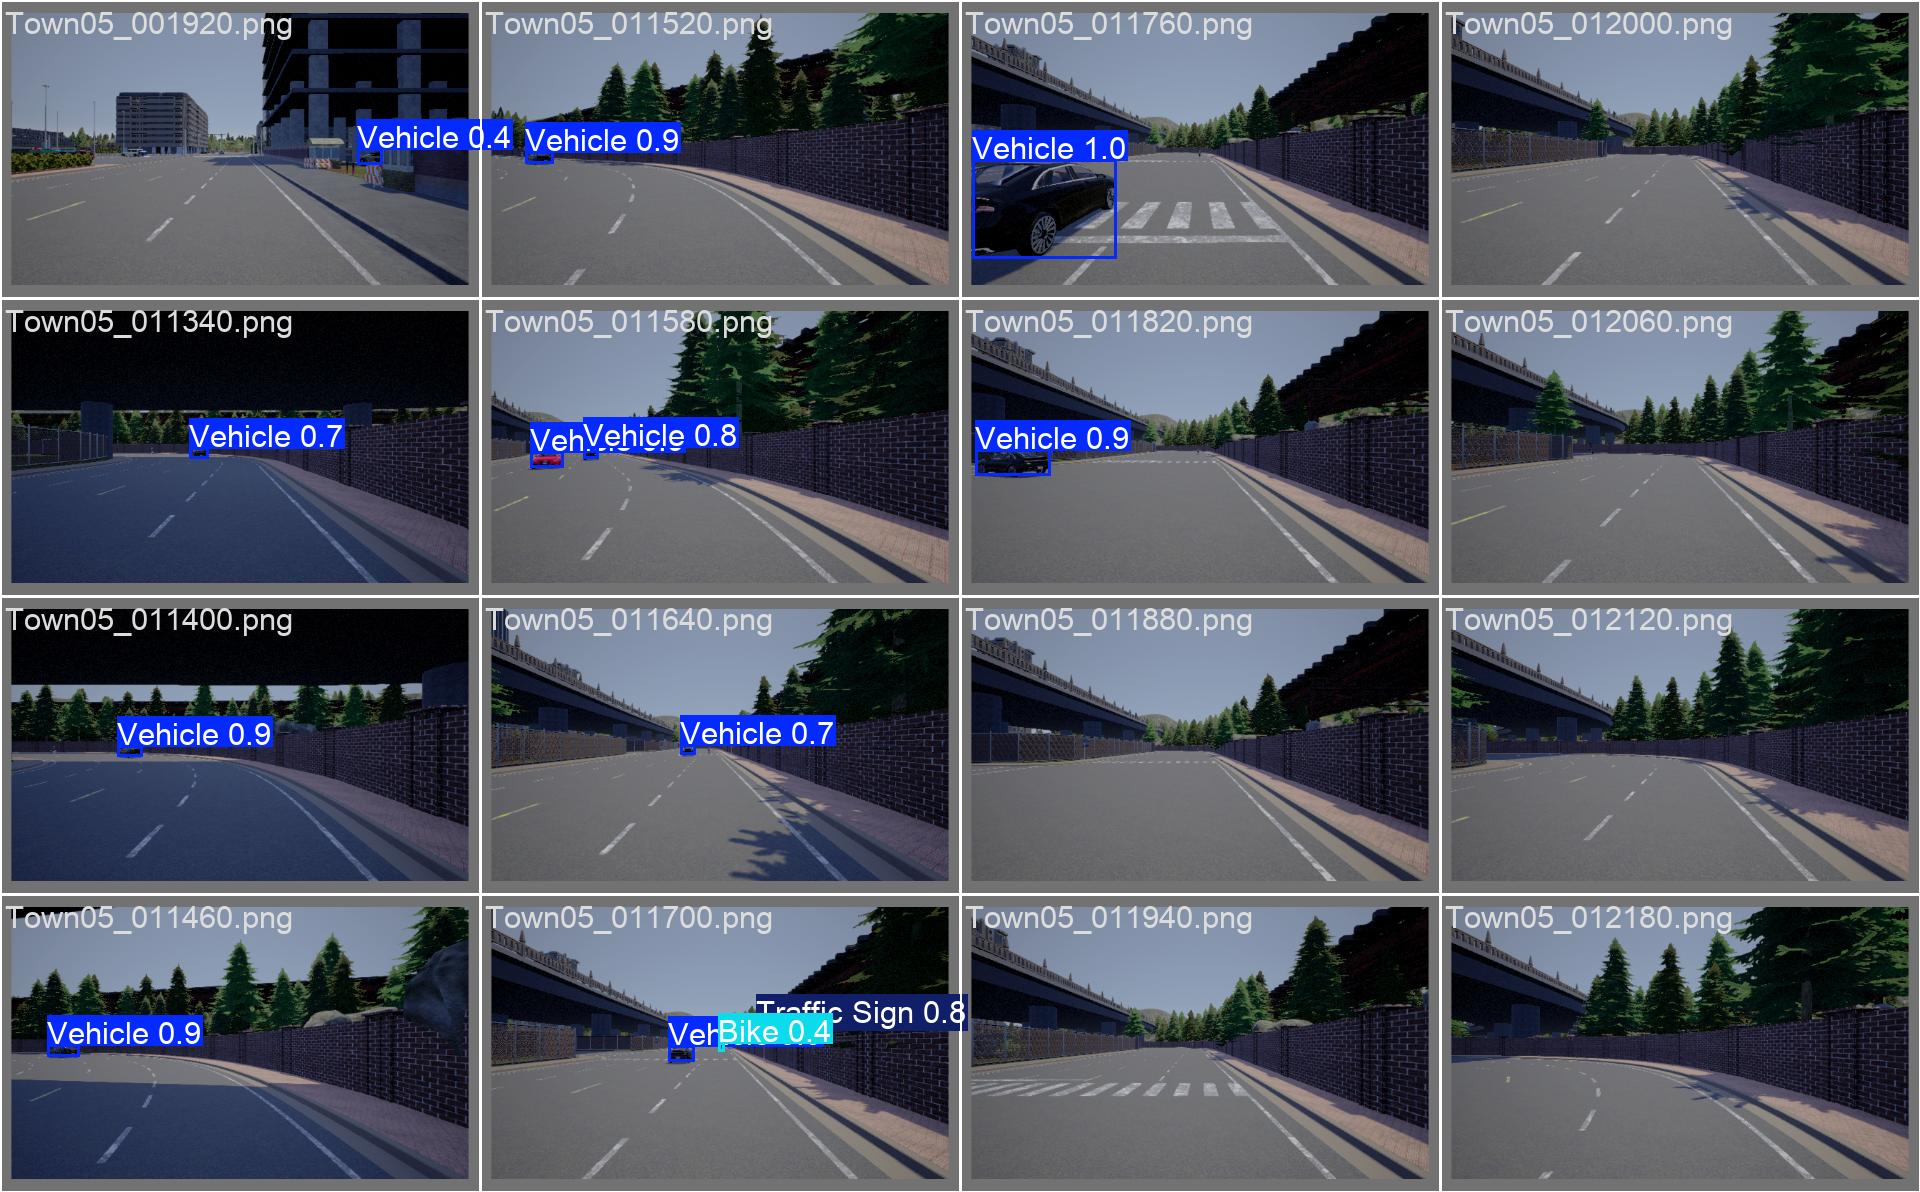 Town05_001920.png
Vehicle 0.4
Town05_011520.png
Vehicle 0.9
Town05_011760.png
Vehicle 1.0
Town05_012000.png
Town05_011340.png
Vehicle 0.7
Town05_011580.png
Veh
Vehicle 0.8
Town05_011820.png
Vehicle 0.9
Town05_012060.png
Town05_011400.png
Vehicle 0.9
Town05_011640.png
Vehicle 0.7
Town05_011880.png
Town05_012120.png
Town05_011460.png
Vehicle 0.9
Town05_011700.png
Traffic Sign 0.8
Veh
Bike 0.4
Town05_011940.png
Town05_012180.png